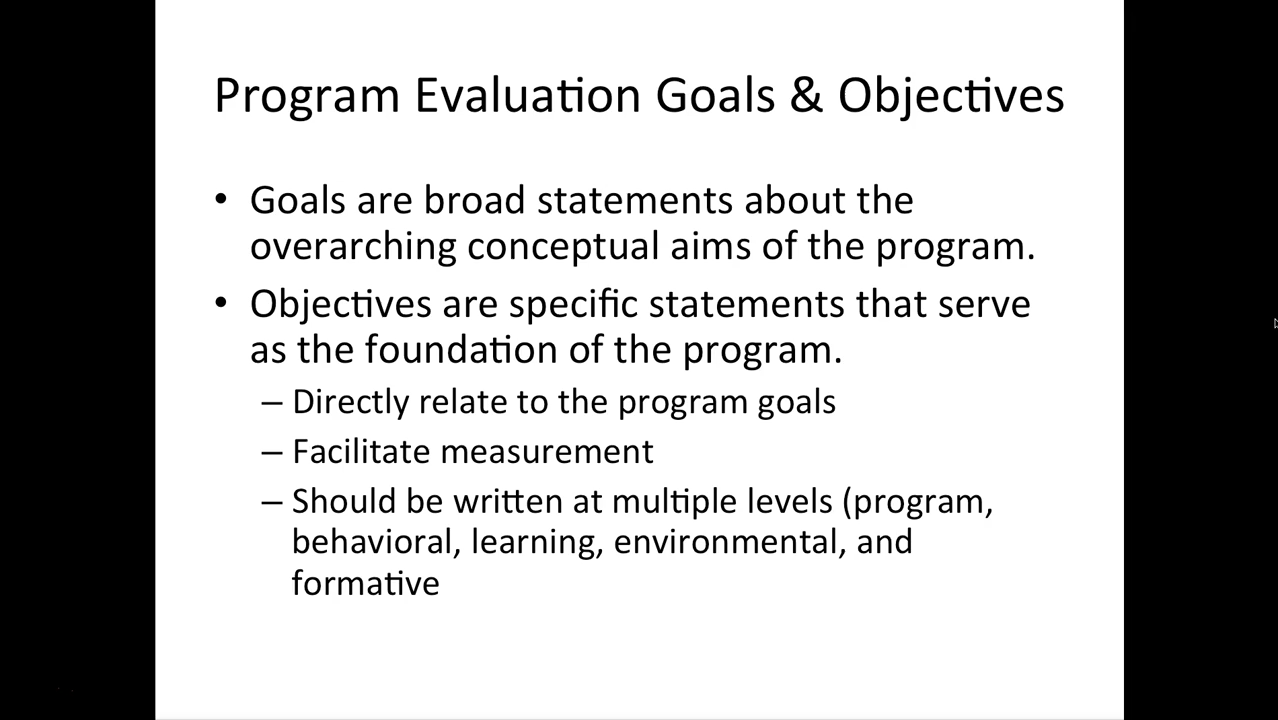 Program Evaluation Goals & Objectives
• Goals are broad statements about the
overarching conceptual aims of the program.
• Objectives are specific statements that serve
as the foundation of the program.
– Directly relate to the program goals
– Facilitate measurement
– Should be written at multiple levels (program,
behavioral, learning, environmental, and
formative